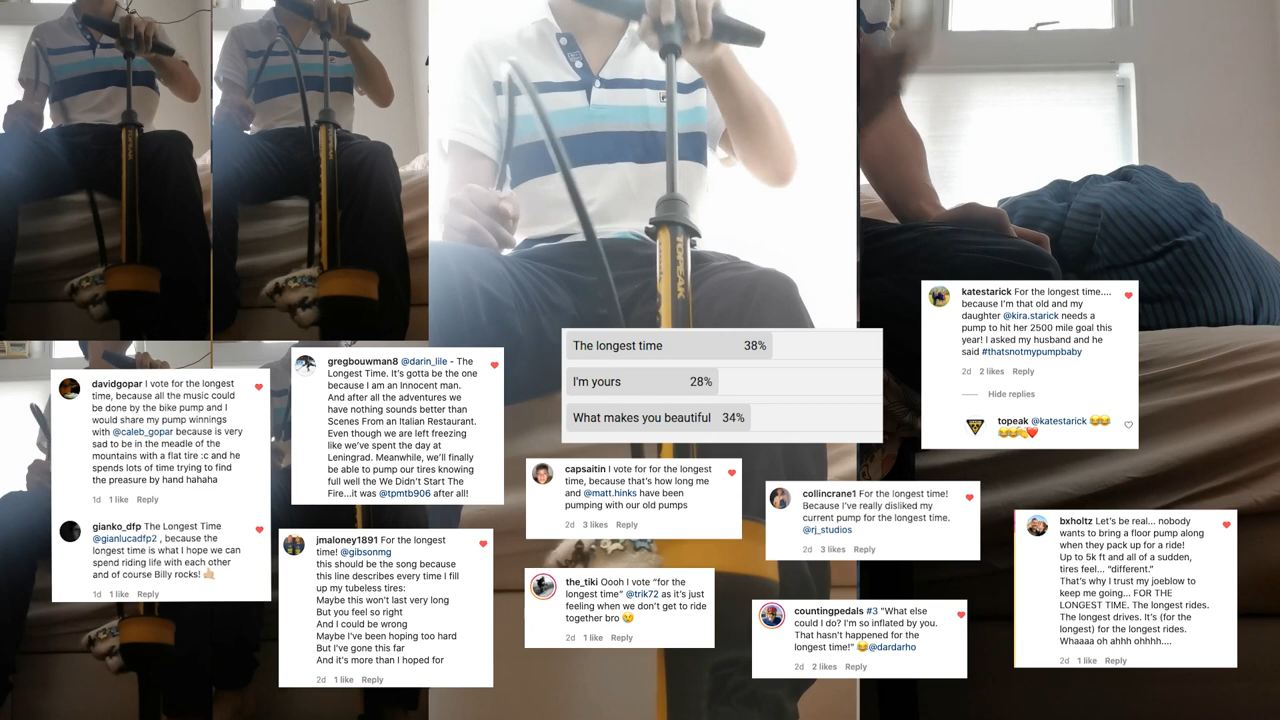 TOPEAK
TOPEAK
TOPEAK
The longest time 38%
I'm yours 28%
What makes you beautiful 34%
davidgopar I vote for the longest
time, because all the music could
be done by the bike pump and I
would share my pump winnings
with @caleb_gopar because is very
sad to be in the meadle of the
mountains with a flat tire :c and he
spends lots of time trying to find
the preasure by hand hahaha
1d 1 like Reply
gianko_dfp The Longest Time
@gianlucadfp2 , because the
longest time is what I hope we can
spend riding life with each other
and of course Billy rocks! 🤙🏼
1d 1 like Reply
gregbouwman8 @darin_lile - The
Longest Time. It's gotta be the one
because I am an Innocent man.
And after all the adventures we
have nothing sounds better than
Scenes From an Italian Restaurant.
Even though we are left freezing
like we've spent the day at
Leningrad. Meanwhile, we'll finally
be able to pump our tires knowing
full well the We Didn't Start The
Fire...it was @tpmtb906 after all!
jmaloney1891 For the longest
time! @gibsonmg
this should be the song because
this line describes every time I fill
up my tubeless tires:
Maybe this won't last very long
But you feel so right
And I could be wrong
Maybe I've been hoping too hard
But I've gone this far
And it's more than I hoped for
2d 1 like Reply
capsaitin I vote for for the longest
time, because that's how long me
and @matt.hinks have been
pumping with our old pumps
2d 3 likes Reply
the_tiki Oooh I vote “for the
longest time” @trik72 as it's just
feeling when we don't get to ride
together bro 😢
2d 1 like Reply
collincrane1 For the longest time!
Because I've really disliked my
current pump for the longest time.
@rj_studios
2d 3 likes Reply
countingpedals #3 "What else
could I do? I'm so inflated by you.
That hasn't happened for the
longest time!" 😂@dardarho
2d 2 likes Reply
katestarick For the longest time....
because I'm that old and my
daughter @kira.starick needs a
pump to hit her 2500 mile goal this
year! I asked my husband and he
said #thatsnotmypumpbaby
2d 2 likes Reply
Hide replies
topeak @katestarick 😂😂
😂👏❤️
bxholtz Let's be real... nobody
wants to bring a floor pump along
when they pack up for a ride!
Up to 5k ft and all of a sudden,
tires feel... “different.”
That's why I trust my joeblow to
keep me going... FOR THE
LONGEST TIME. The longest rides.
The longest drives. It's (for the
longest) for the longest rides.
Whaaaa oh ahhh ohhhh....
2d 1 like Reply